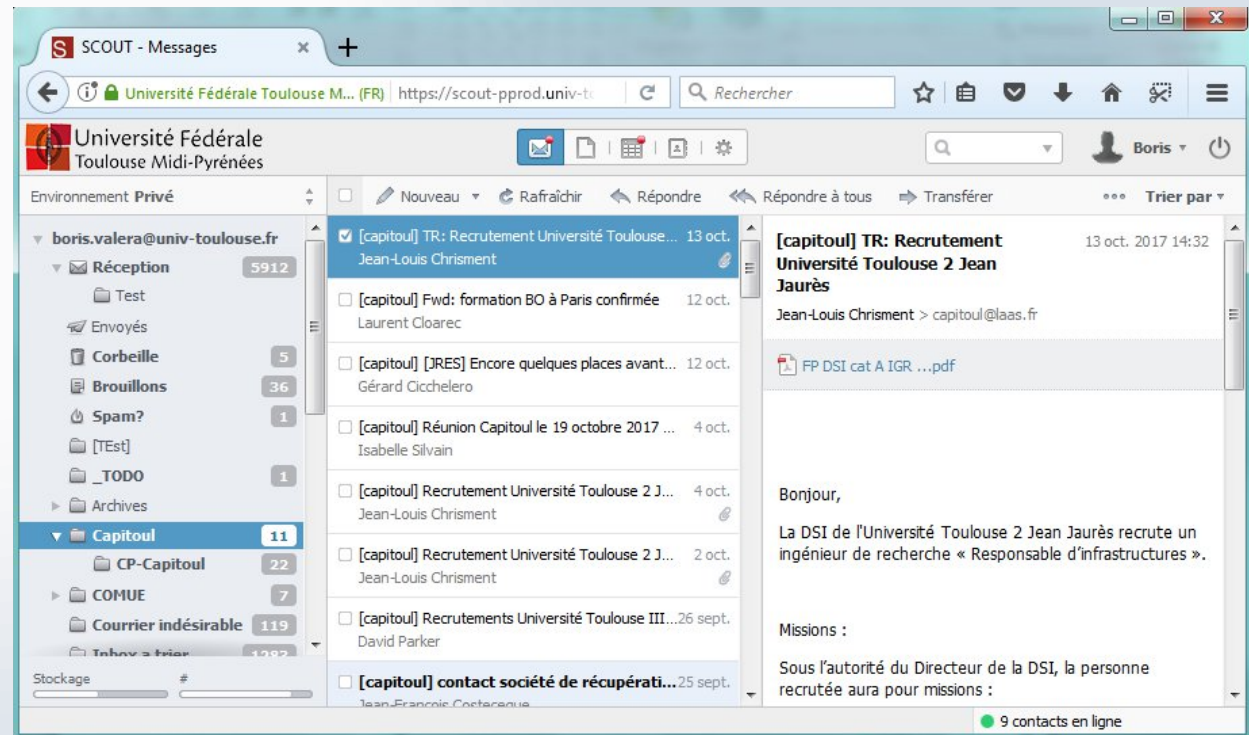 SCOUT - Messages
Université Fédérale Toulouse M... (FR) https://scout-pprod.univ-t Rechercher
Université Fédérale
Toulouse Midi-Pyrénées
Boris
Environnement Privé
Nouveau Rafraîchir Répondre Répondre à tous Transférer Trier par
boris.valera@univ-toulouse.fr
Réception 5912
Test
Envoyés
Corbeille 5
Brouillons 36
Spam? 1
[TEst]
_TODO 1
Archives
Capitoul 11
CP-Capitoul 22
COMUE 7
Courrier indésirable 119
Inbox a trier 1283
Stockage #
[capitoul] TR: Recrutement Université Toulouse... 13 oct.
Jean-Louis Chrisment
[capitoul] Fwd: formation BO à Paris confirmée 12 oct.
Laurent Cloarec
[capitoul] [JRES] Encore quelques places avant... 12 oct.
Gérard Cicchelero
[capitoul] Réunion Capitoul le 19 octobre 2017 ... 4 oct.
Isabelle Silvain
[capitoul] Recrutement Université Toulouse 2 J... 4 oct.
Jean-Louis Chrisment
[capitoul] Recrutement Université Toulouse 2 J... 2 oct.
Jean-Louis Chrisment
[capitoul] Recrutements Université Toulouse III... 26 sept.
David Parker
[capitoul] contact société de récupérati... 25 sept.
Jean-François Costeceque
[capitoul] TR: Recrutement 13 oct. 2017 14:32
Université Toulouse 2 Jean
Jaurès
Jean-Louis Chrisment > capitoul@laas.fr
FP DSI cat A IGR ...pdf
Bonjour,
La DSI de l'Université Toulouse 2 Jean Jaurès recrute un
ingénieur de recherche « Responsable d’infrastructures ».
Missions :
Sous l’autorité du Directeur de la DSI, la personne
recrutée aura pour missions :
9 contacts en ligne